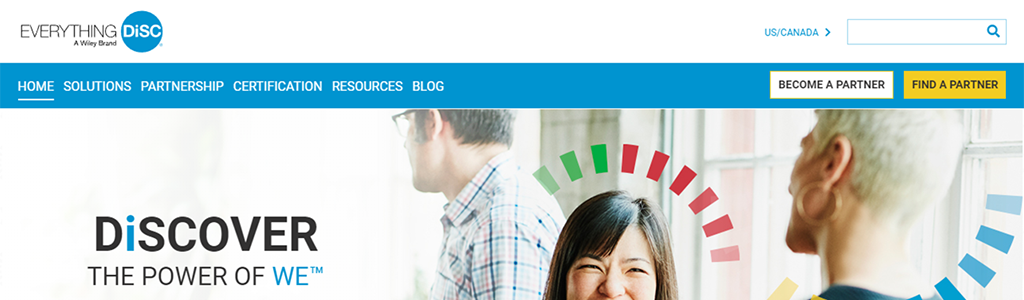 EVERYTHING DiSC
A Wiley Brand
US/CANADA
HOME SOLUTIONS PARTNERSHIP CERTIFICATION RESOURCES BLOG
BECOME A PARTNER FIND A PARTNER
DiSCOVER
THE POWER OF WE™